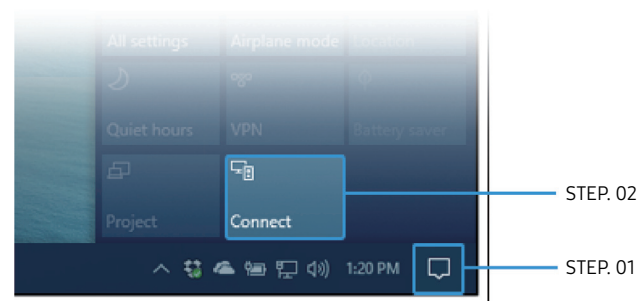 All settings Airplane mode Location
Quiet hours VPN Battery saver
STEP. 02
Project Connect
1:20 PM STEP. 01